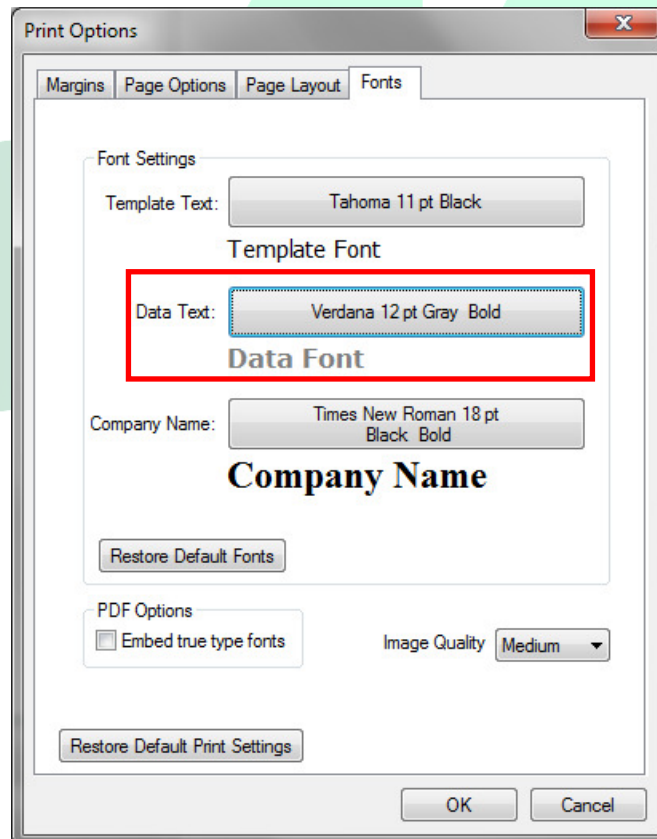 Print Options
Margins
Page Options
Page Layout
Fonts
Font Settings
Template Text:
Tahoma 11 pt Black
Template Font
Data Text:
Verdana 12 pt Gray Bold
Data Font
Company Name:
Times New Roman 18 pt
Black Bold
Company Name
Restore Default Fonts
PDF Options
Embed true type fonts
Image Quality
Medium
Restore Default Print Settings
OK
Cancel